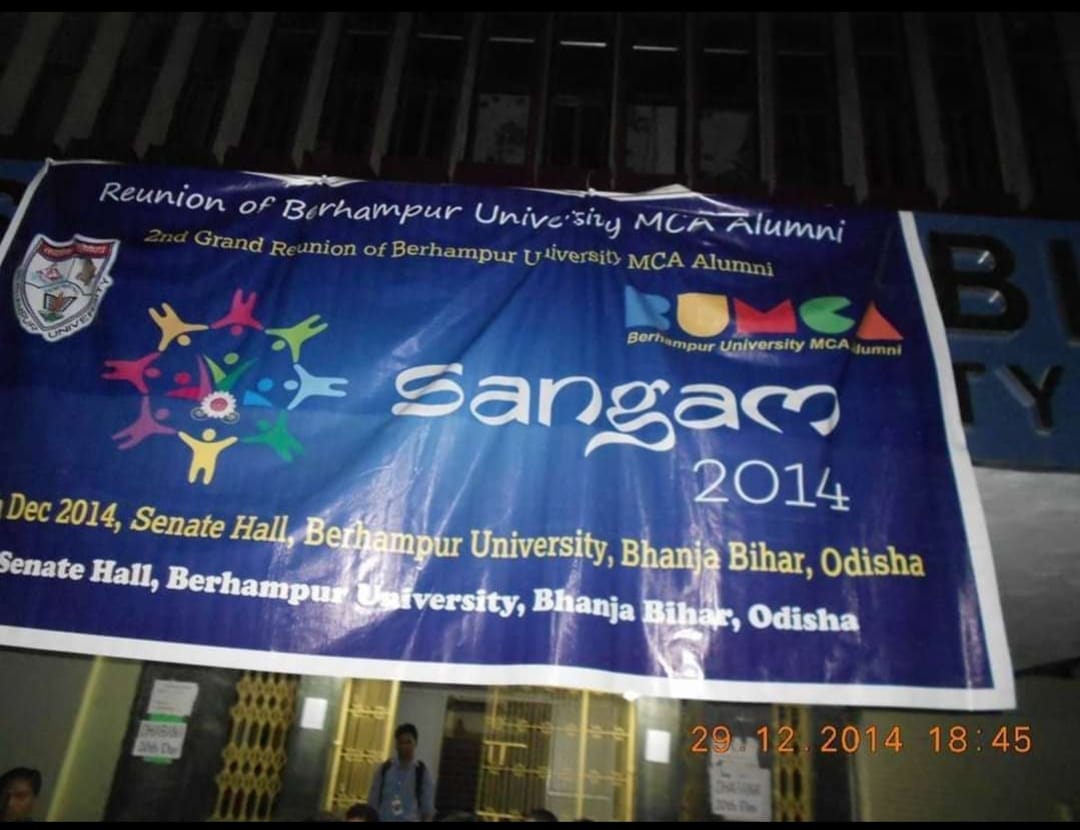 Reunion of Berhampur University MCA Alumni
2nd Grand Reunion of Berhampur University MCA Alumni
BUMCA
Berhampur University MCA Alumni
Sangam
2014
Dec 2014, Senate Hall, Berhampur University, Bhanja Bihar, Odisha
Senate Hall, Berhampur University, Bhanja Bihar, Odisha
UNIVERSITY
B
TY
29.12.2014 18:45